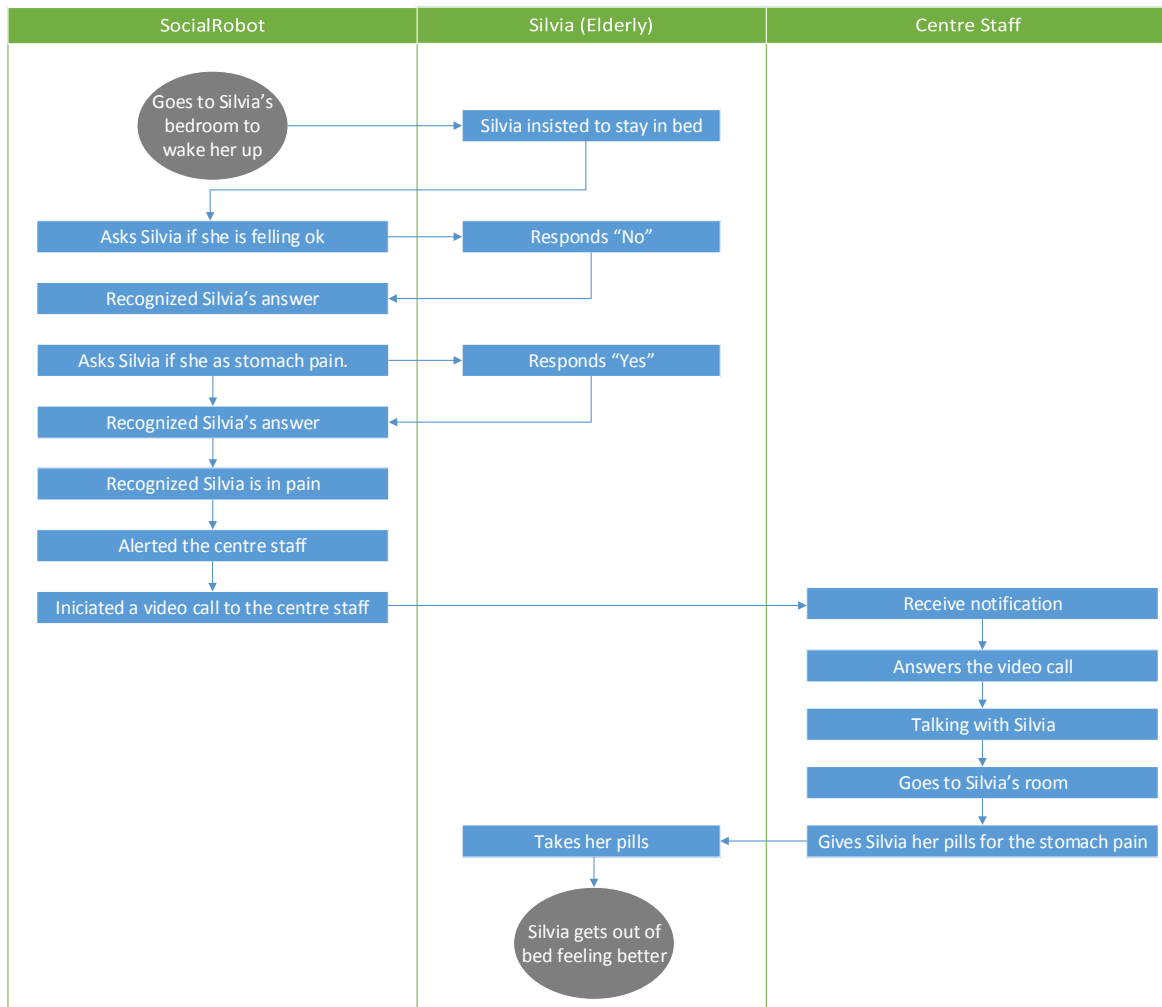 SocialRobot
Silvia (Elderly)
Centre Staff
Goes to Silvia’s
bedroom to
wake her up
Silvia insisted to stay in bed
Asks Silvia if she is felling ok
Responds “No”
Recognized Silvia’s answer
Asks Silvia if she as stomach pain.
Responds “Yes”
Recognized Silvia’s answer
Recognized Silvia is in pain
Alerted the centre staff
Iniciated a video call to the centre staff
Receive notification
Answers the video call
Talking with Silvia
Goes to Silvia’s room
Gives Silvia her pills for the stomach pain
Takes her pills
Silvia gets out of
bed feeling better